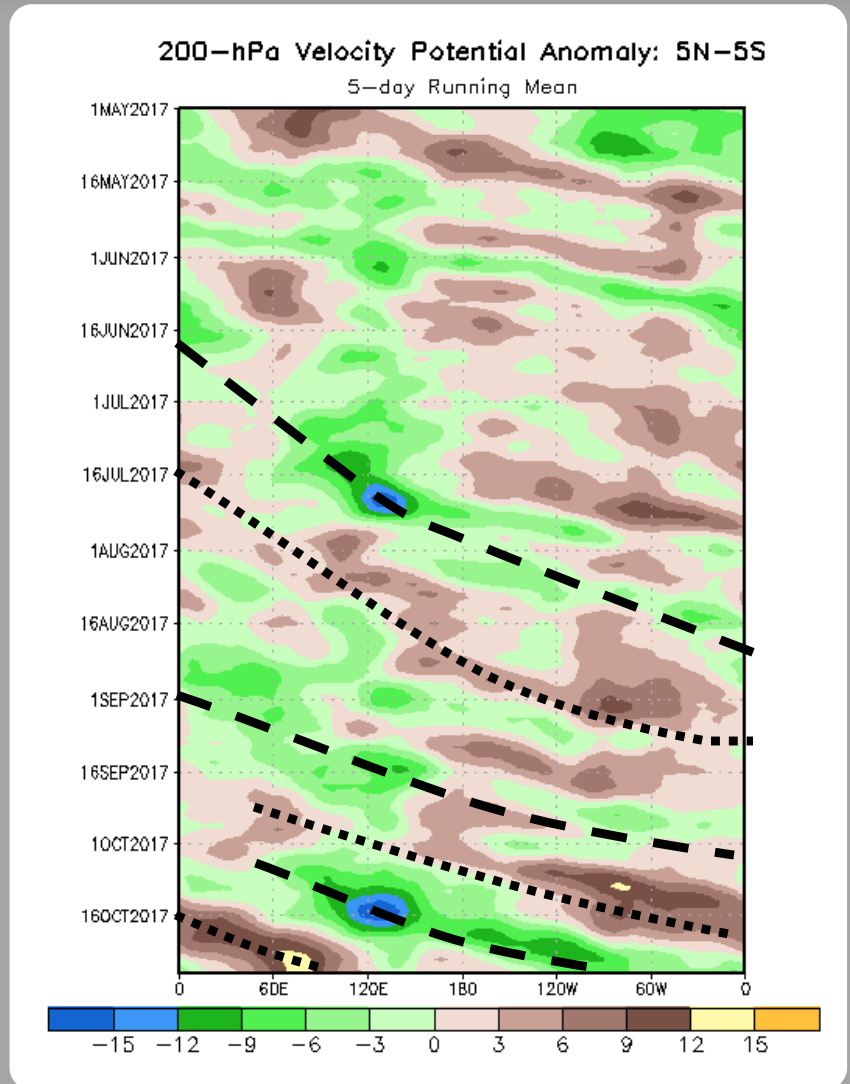 200-hPa Velocity Potential Anomaly: 5N-5S
5-day Running Mean
1MAY2017
16MAY2017
1JUN2017
16JUN2017
1JUL2017
16JUL2017
1AUG2017
16AUG2017
1SEP2017
16SEP2017
1OCT2017
16OCT2017
0 60E 120E 180 120W 60W 0
-15 -12 -9 -6 -3 0 3 6 9 12 15